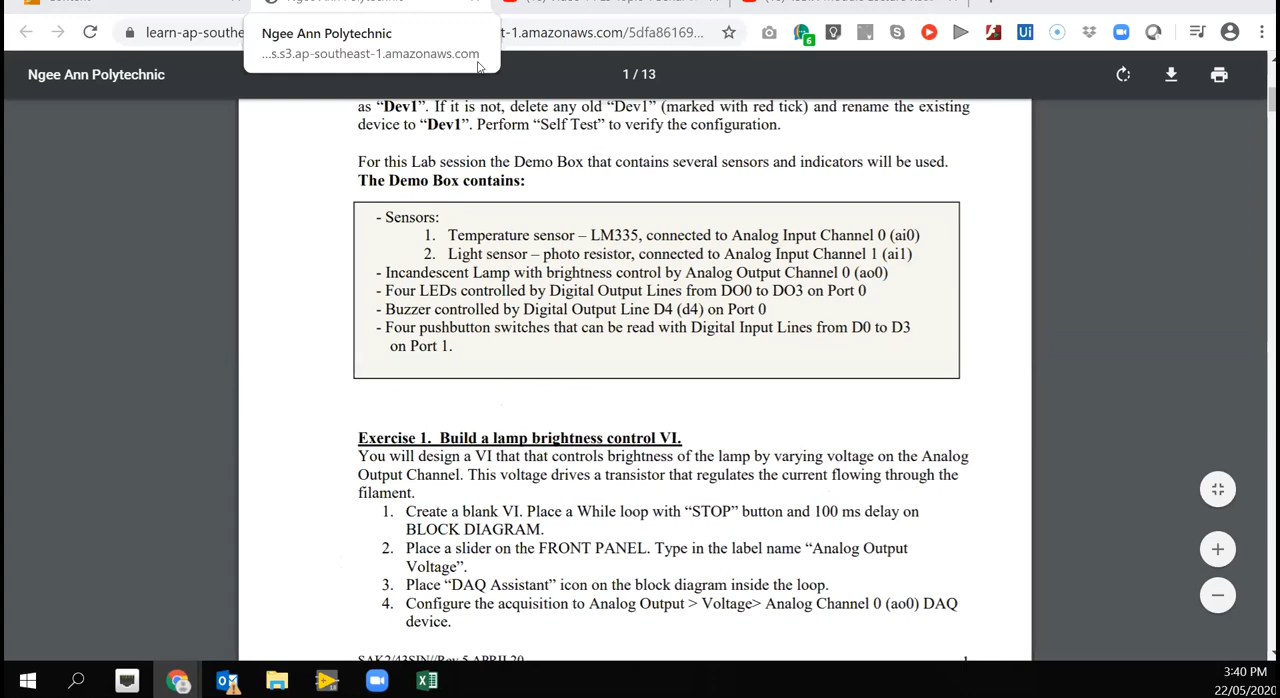 Ngee Ann Polytechnic
learn-ap-southe
t-1.amazonaws.com/5dfa86169...
6
Ui
Ngee Ann Polytechnic
...s.s3.ap-southeast-1.amazonaws.com
Ngee Ann Polytechnic
1 / 13
as “Dev1”. If it is not, delete any old “Dev1” (marked with red tick) and rename the existing
device to “Dev1”. Perform “Self Test” to verify the configuration.
For this Lab session the Demo Box that contains several sensors and indicators will be used.
The Demo Box contains:
- Sensors:
1. Temperature sensor – LM335, connected to Analog Input Channel 0 (ai0)
2. Light sensor – photo resistor, connected to Analog Input Channel 1 (ai1)
- Incandescent Lamp with brightness control by Analog Output Channel 0 (ao0)
- Four LEDs controlled by Digital Output Lines from DO0 to DO3 on Port 0
- Buzzer controlled by Digital Output Line D4 (d4) on Port 0
- Four pushbutton switches that can be read with Digital Input Lines from D0 to D3
on Port 1.
Exercise 1. Build a lamp brightness control VI.
You will design a VI that that controls brightness of the lamp by varying voltage on the Analog
Output Channel. This voltage drives a transistor that regulates the current flowing through the
filament.
1. Create a blank VI. Place a While loop with “STOP” button and 100 ms delay on
BLOCK DIAGRAM.
2. Place a slider on the FRONT PANEL. Type in the label name “Analog Output
Voltage”.
3. Place “DAQ Assistant” icon on the block diagram inside the loop.
4. Configure the acquisition to Analog Output > Voltage> Analog Channel 0 (ao0) DAQ
device.
SAK2/43SIN//Rev 5 APRIL20
1
3:40 PM
22/05/2020